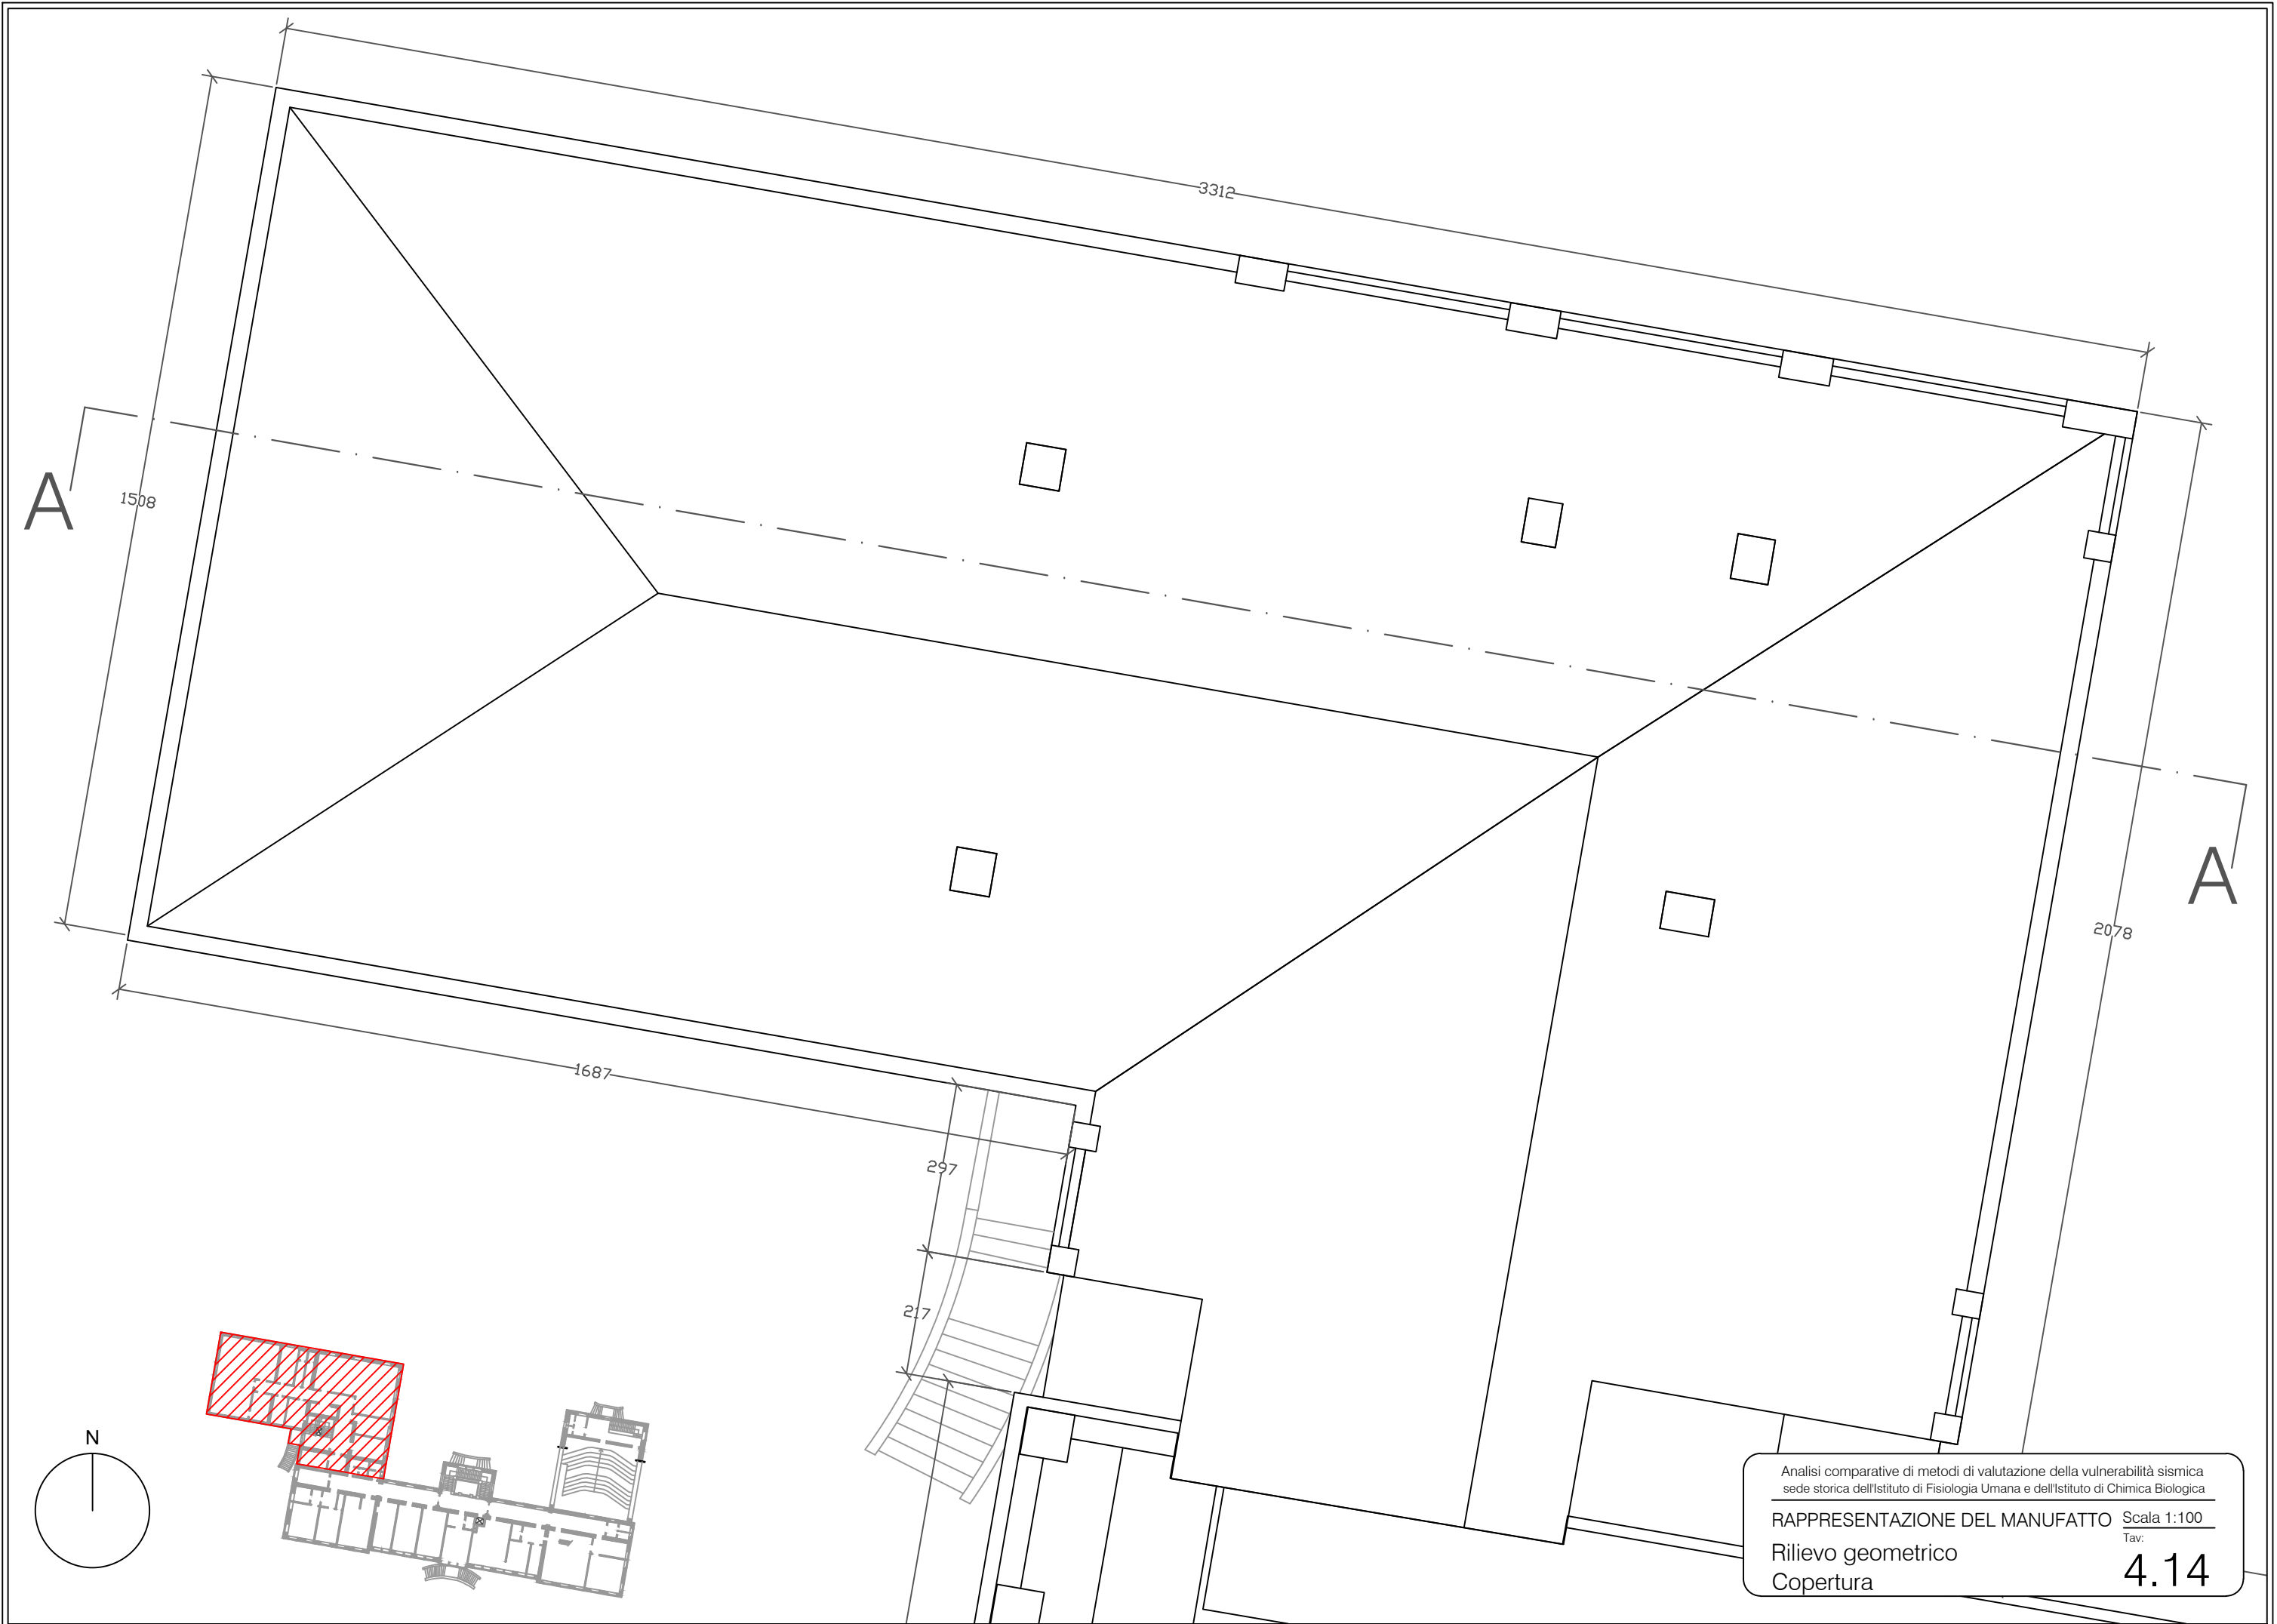 3312
1508
A
A
2078
1687
297
217
N
Analisi comparative di metodi di valutazione della vulnerabilità sismica
sede storica dell'Istituto di Fisiologia Umana e dell'Istituto di Chimica Biologica
RAPPRESENTAZIONE DEL MANUFATTO
Scala 1:100
Tav:
Rilievo geometrico
Copertura
4.14